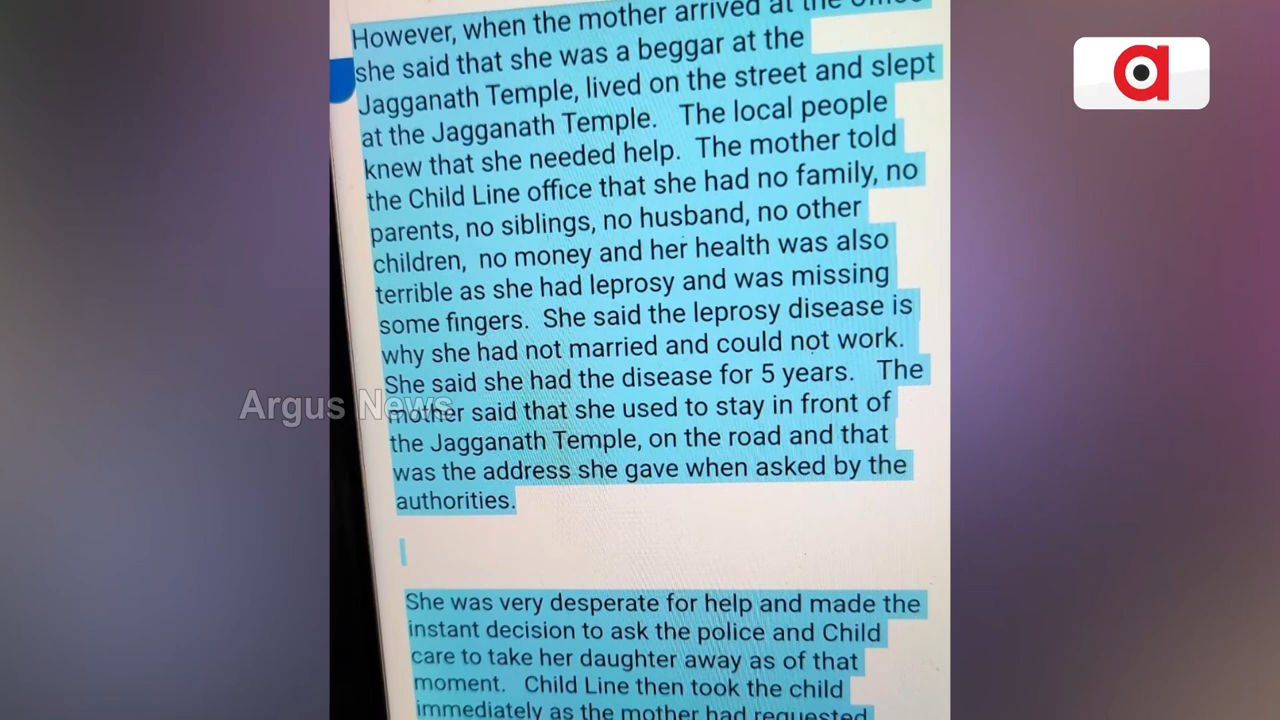 However, when the mother arrived at the office
she said that she was a beggar at the
Jagganath Temple, lived on the street and slept
at the Jagganath Temple. The local people
knew that she needed help. The mother told
the Child Line office that she had no family, no
parents, no siblings, no husband, no other
children, no money and her health was also
terrible as she had leprosy and was missing
some fingers. She said the leprosy disease is
why she had not married and could not work.
She said she had the disease for 5 years. The
mother said that she used to stay in front of
the Jagganath Temple, on the road and that
was the address she gave when asked by the
authorities.
She was very desperate for help and made the
instant decision to ask the police and Child
care to take her daughter away as of that
moment. Child Line then took the child
immediately as the mother had requested
Argus News
a